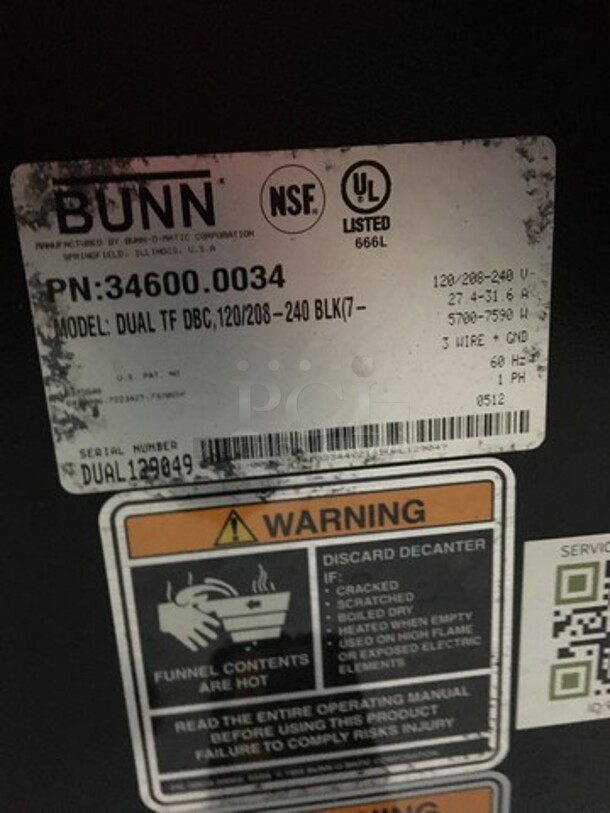 BUNN
NSF
UL
LISTED
666L
MANUFACTURED BY BUNN-O-MATIC CORPORATION
SPRINGFIELD, ILLINOIS, U.S.A
PN:34600.0034
MODEL: DUAL TF DBC,120/208-240 BLK(7-
120/208-240 V~
27.4-31.6 A
5700-7590 W
3 WIRE + GND
60 Hz
1 PH
0512
U.S. PAT. NO
PCI
SERIAL NUMBER
DUAL129049
WARNING
FUNNEL CONTENTS
ARE HOT
DISCARD DECANTER
IF:
• CRACKED
• SCRATCHED
• BOILED DRY
• HEATED WHEN EMPTY
• USED ON HIGH FLAME
OR EXPOSED ELECTRIC
ELEMENTS
READ THE ENTIRE OPERATING MANUAL
BEFORE USING THIS PRODUCT
FAILURE TO COMPLY RISKS INJURY
SERVIC